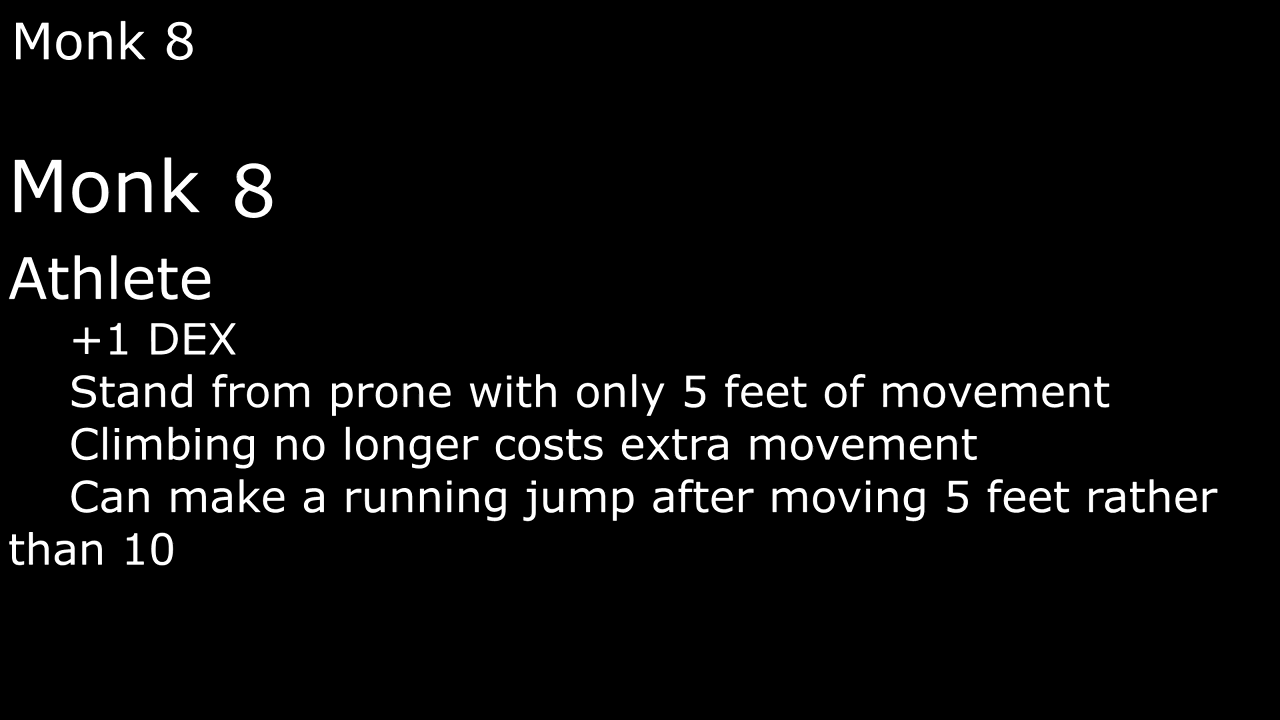 Monk 8
Monk 8
Athlete
+1 DEX
Stand from prone with only 5 feet of movement
Climbing no longer costs extra movement
Can make a running jump after moving 5 feet rather
than 10